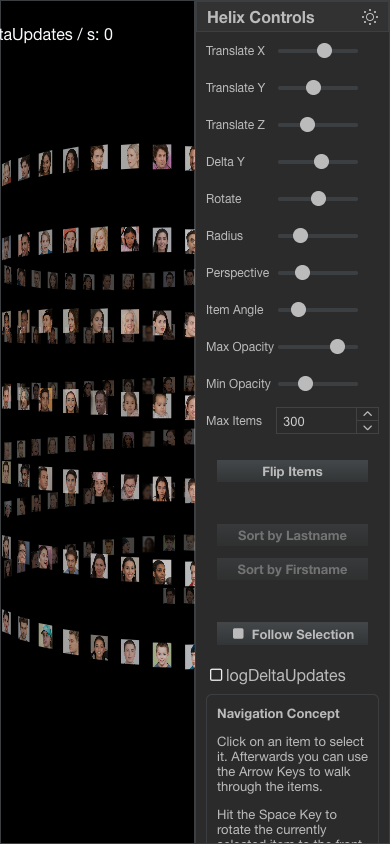 taUpdates / s: 0
Helix Controls
Translate X
Translate Y
Translate Z
Delta Y
Rotate
Radius
Perspective
Item Angle
Max Opacity
Min Opacity
Max Items 300
Flip Items
Sort by Lastname
Sort by Firstname
Follow Selection
logDeltaUpdates
Navigation Concept
Click on an item to select
it. Afterwards you can use
the Arrow Keys to walk
through the items.
Hit the Space Key to
rotate the currently
selected item to the front